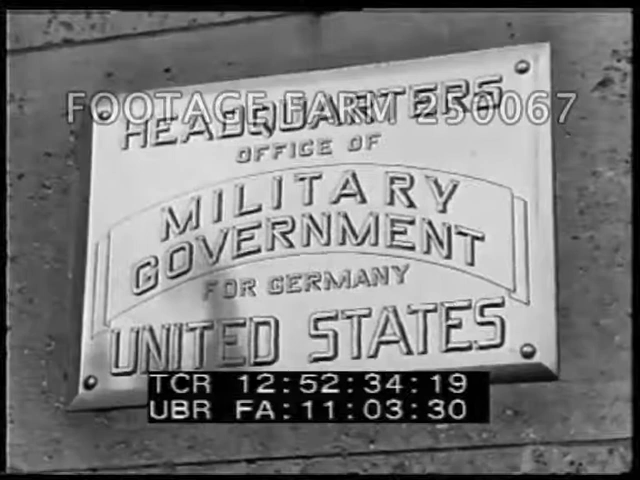 FOOTAGE FARM 250067
HEADQUARTERS
OFFICE OF
MILITARY
GOVERNMENT
FOR GERMANY
UNITED STATES
TCR 12:52:34:19
UBR FA:11:03:30